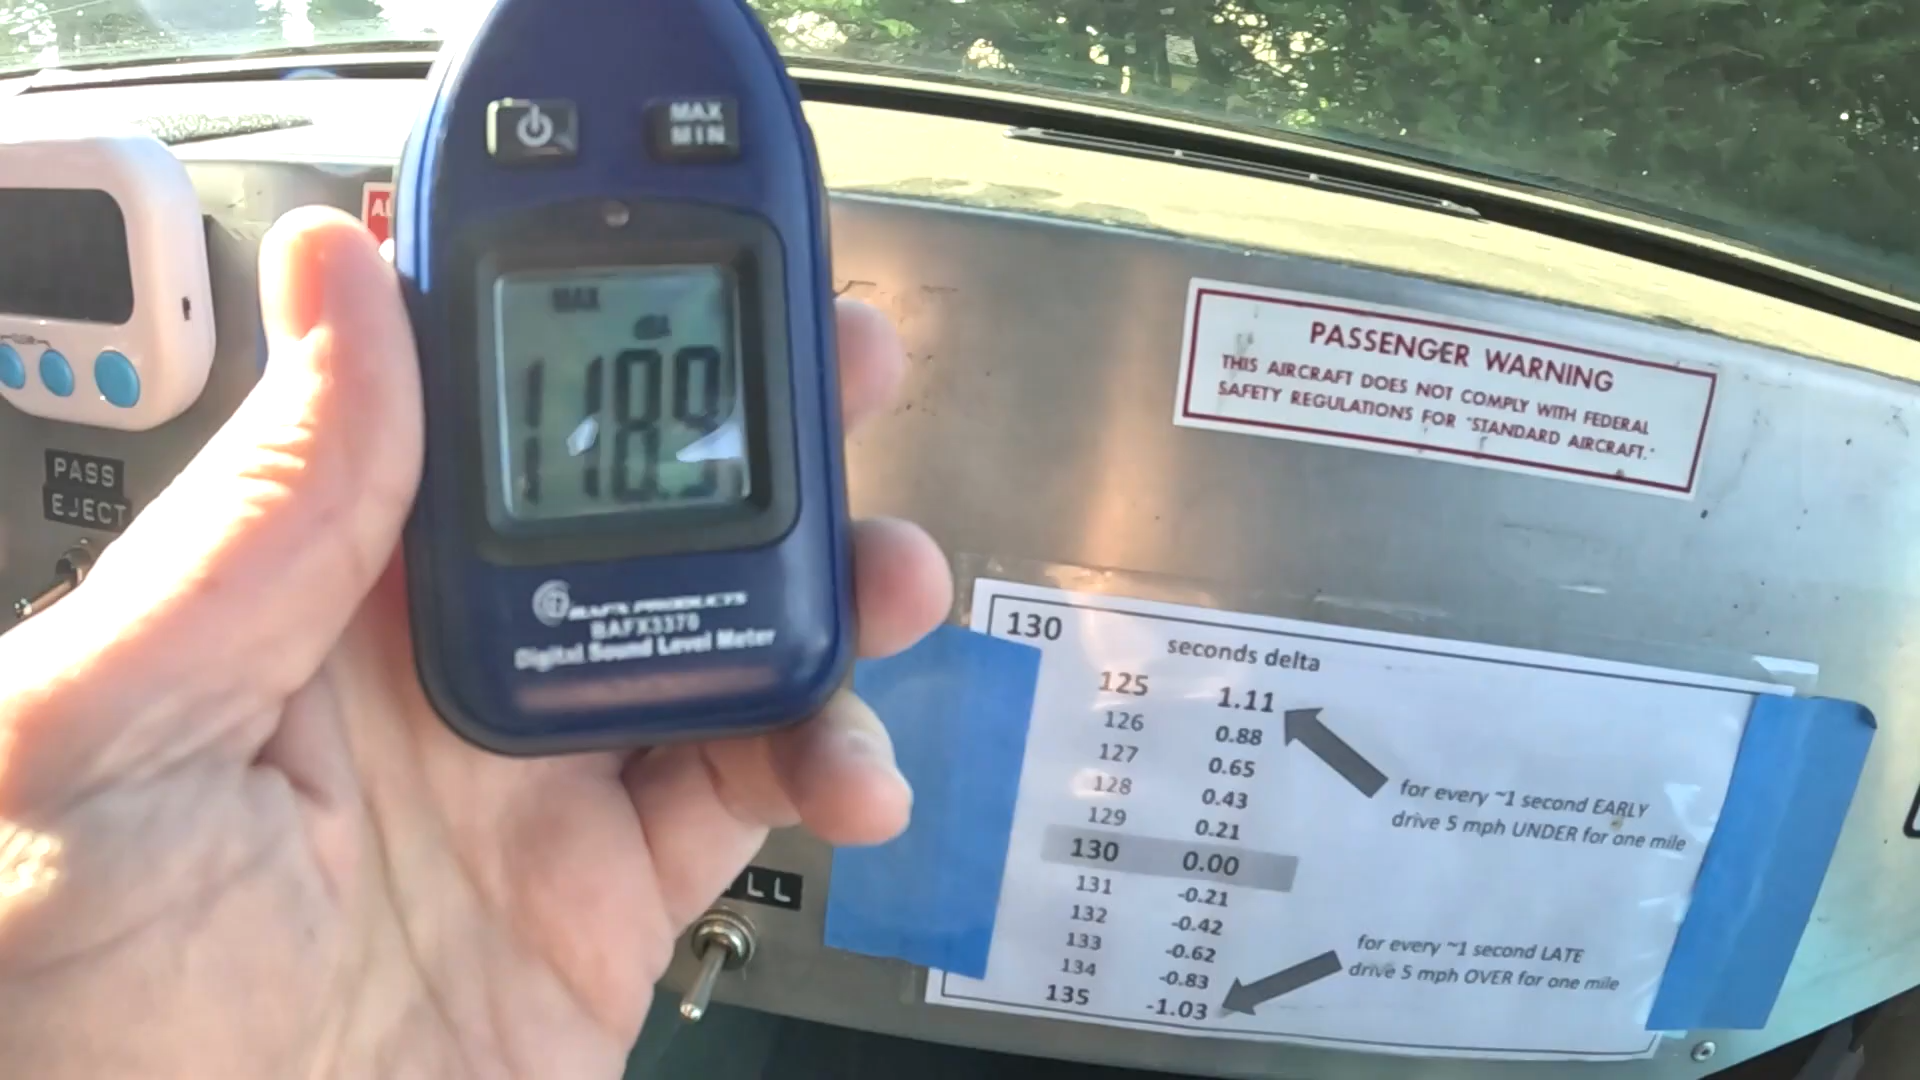 MAX
MIN
MAX
dBA
118.9
BAFX PRODUCTS
BAFX3370
Digital Sound Level Meter
PASS
EJECT
LL
PASSENGER WARNING
THIS AIRCRAFT DOES NOT COMPLY WITH FEDERAL
SAFETY REGULATIONS FOR "STANDARD AIRCRAFT."
130
seconds delta
125 1.11
126 0.88
127 0.65
128 0.43
129 0.21
130 0.00
131 -0.21
132 -0.42
133 -0.62
134 -0.83
135 -1.03
for every ~1 second EARLY
drive 5 mph UNDER for one mile
for every ~1 second LATE
drive 5 mph OVER for one mile